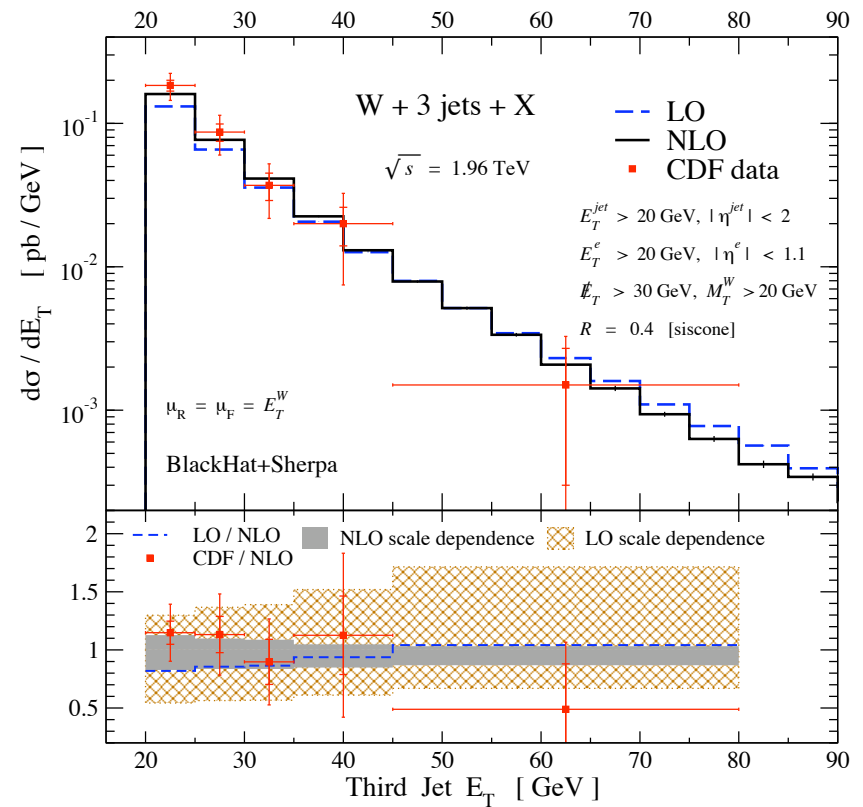 20 30 40 50 60 70 80 90
W + 3 jets + X
√s = 1.96 TeV
LO
NLO
CDF data
E_T^jet > 20 GeV, | η^jet | < 2
E_T^e > 20 GeV, | η^e | < 1.1
E̸_T > 30 GeV, M_T^W > 20 GeV
R = 0.4 [siscone]
μ_R = μ_F = E_T^W
BlackHat+Sherpa
10^-1
10^-2
10^-3
dσ / dE_T [ pb / GeV ]
LO / NLO
CDF / NLO
NLO scale dependence
LO scale dependence
2
1.5
1
0.5
20 30 40 50 60 70 80 90
Third Jet E_T [ GeV ]